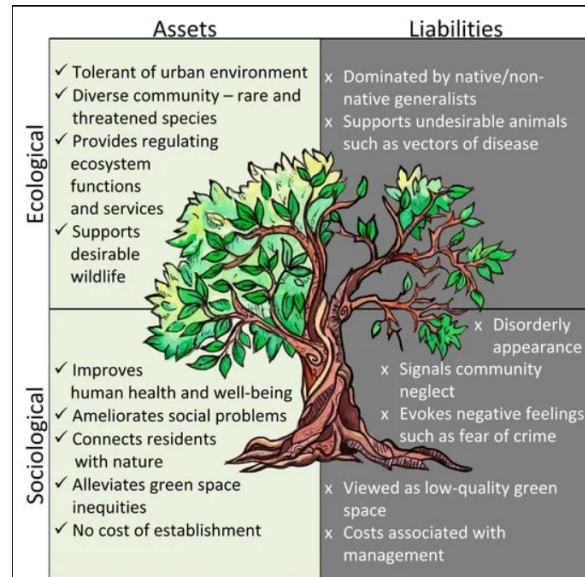 Assets
Liabilities
Ecological
✓ Tolerant of urban environment
✓ Diverse community – rare and
threatened species
✓ Provides regulating
ecosystem
functions
and services
✓ Supports
desirable
wildlife
x Dominated by native/non-
native generalists
x Supports undesirable animals
such as vectors of disease
Sociological
✓ Improves
human health and well-being
✓ Ameliorates social problems
✓ Connects residents
with nature
✓ Alleviates green space
inequities
✓ No cost of establishment
x Disorderly
appearance
x Signals community
neglect
x Evokes negative feelings
such as fear of crime
x Viewed as low-quality green
space
x Costs associated with
management